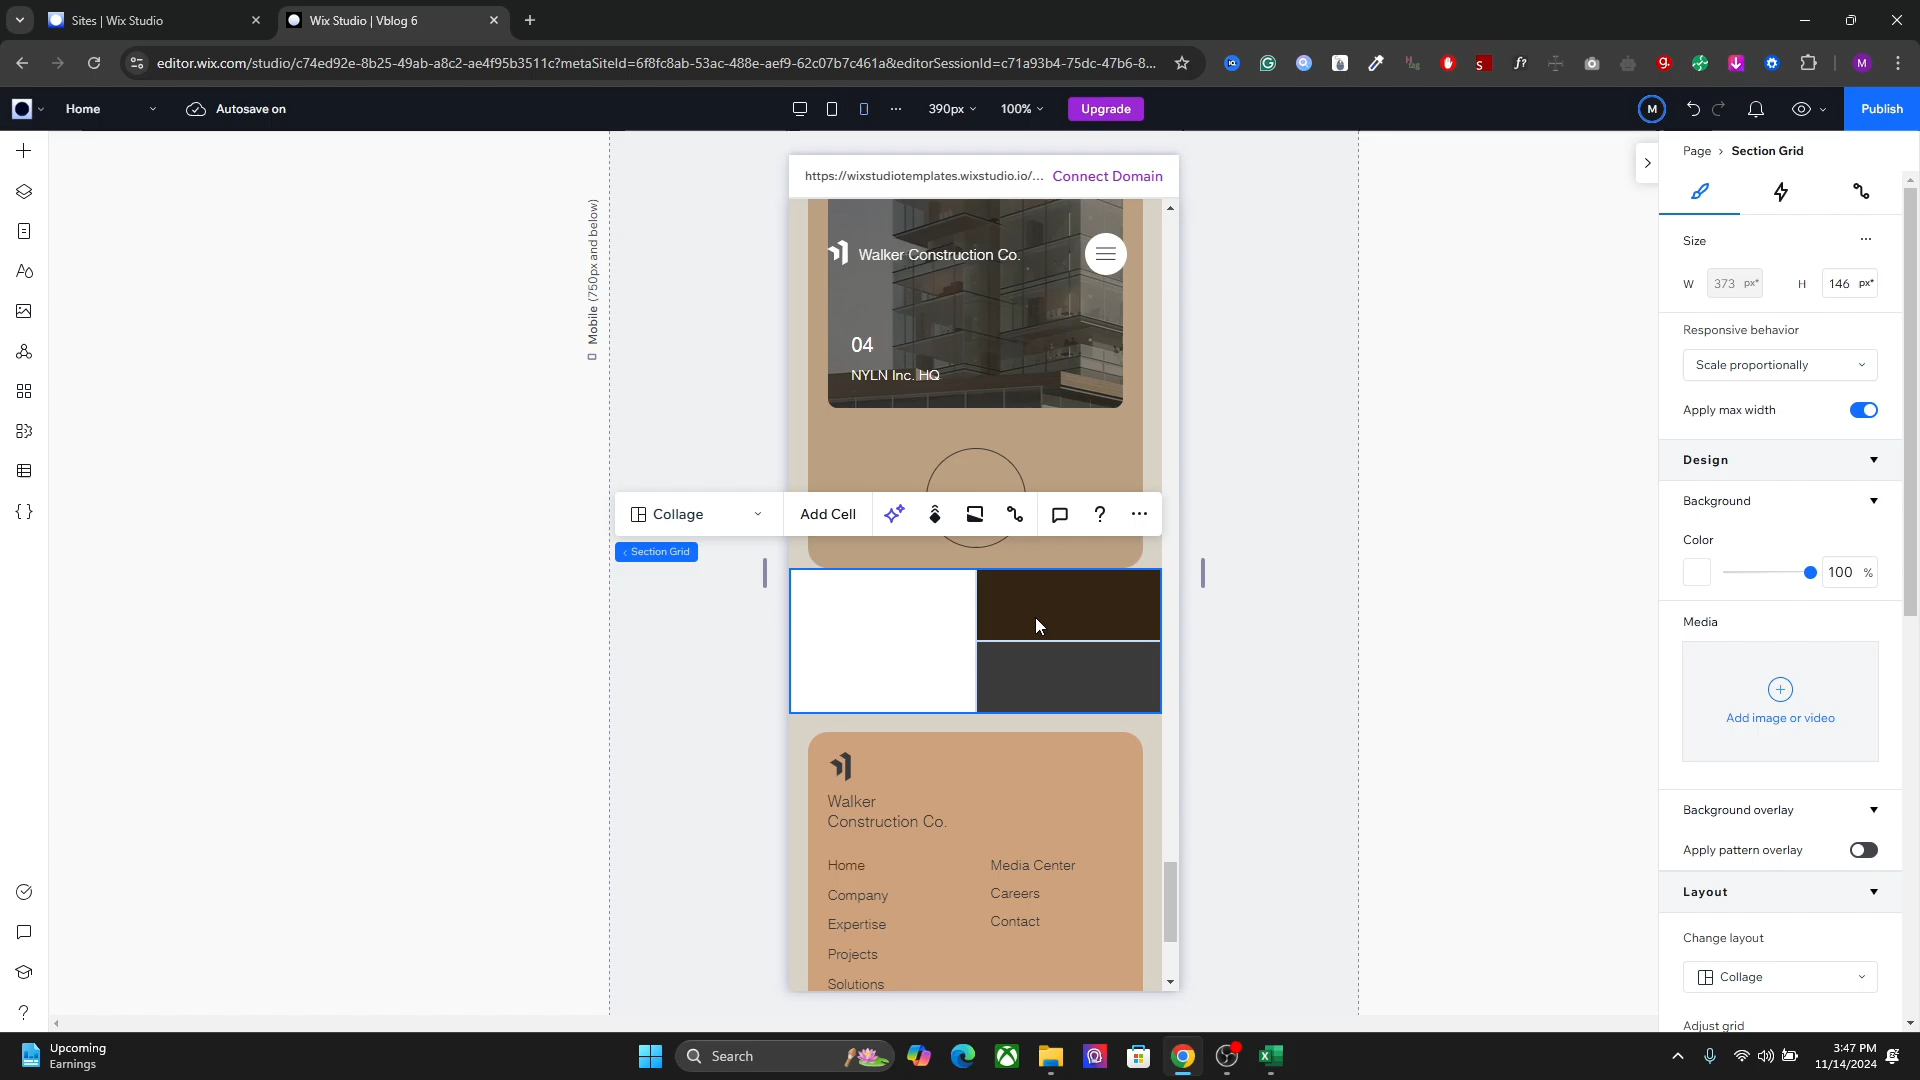 Sites | Wix Studio
Wix Studio | Vblog 6
editor.wix.com/studio/c74ed92e-8b25-49ab-a8c2-ae4f95b3511c?metaSiteId=6f8fc8ab-53ac-488e-aef9-62c07b7c461a&editorSessionId=c71a93b4-75dc-47b6-8...
Home
Autosave on
390px
100%
Upgrade
M
Publish
Mobile (750px and below)
https://wixstudiotemplates.wixstudio.io/...
Connect Domain
Walker Construction Co.
04
NYLN Inc. HQ
Collage
Add Cell
Section Grid
Walker
Construction Co.
Home
Media Center
Company
Careers
Expertise
Contact
Projects
Solutions
Page
Section Grid
Size
W
373 px*
H
146 px*
Responsive behavior
Scale proportionally
Apply max width
Design
Background
Color
100 %
Media
Add image or video
Background overlay
Apply pattern overlay
Layout
Change layout
Collage
Adjust grid
Upcoming
Earnings
Search
3:47 PM
11/14/2024